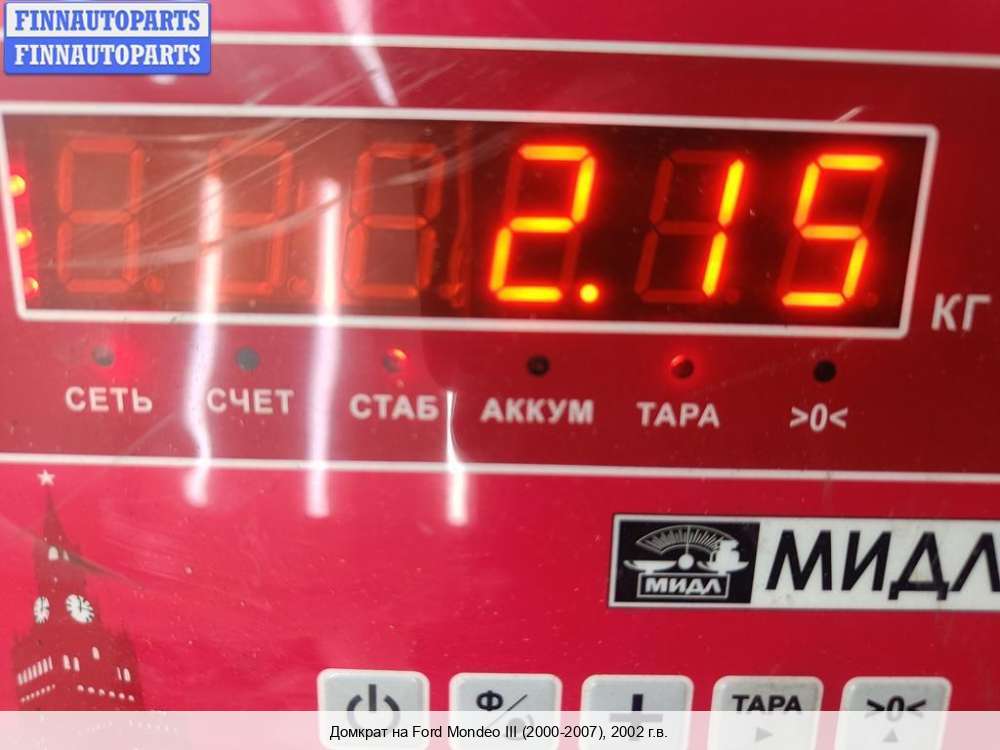 FINNAUTOPARTS
FINNAUTOPARTS
2.15
КГ
СЕТЬ СЧЕТ СТАБ АККУМ ТАРА >0<
МИДЛ МИДЛ
Ф/ + ТАРА >0<
Домкрат на Ford Mondeo III (2000-2007), 2002 г.в.